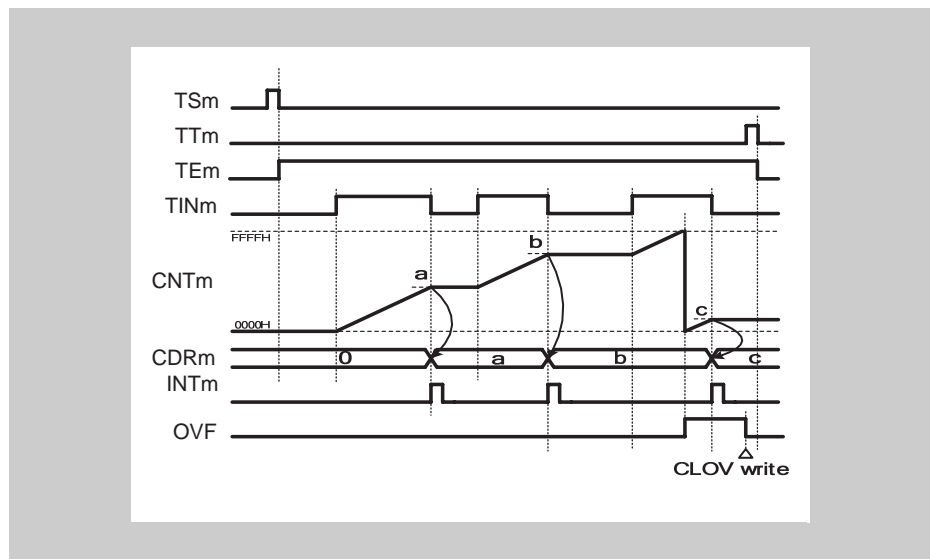 TSm
TTm
TEm
TINm
FFFFH
b
a
CNTm
c
0000H
CDRm 0 a b c
INTm
OVF
CLOV write